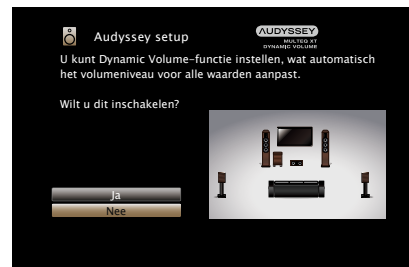 Audyssey setup
AUDYSSEY
MULTEQ XT
DYNAMIC VOLUME
U kunt Dynamic Volume-functie instellen, wat automatisch
het volumeniveau voor alle waarden aanpast.
Wilt u dit inschakelen?
Ja
Nee